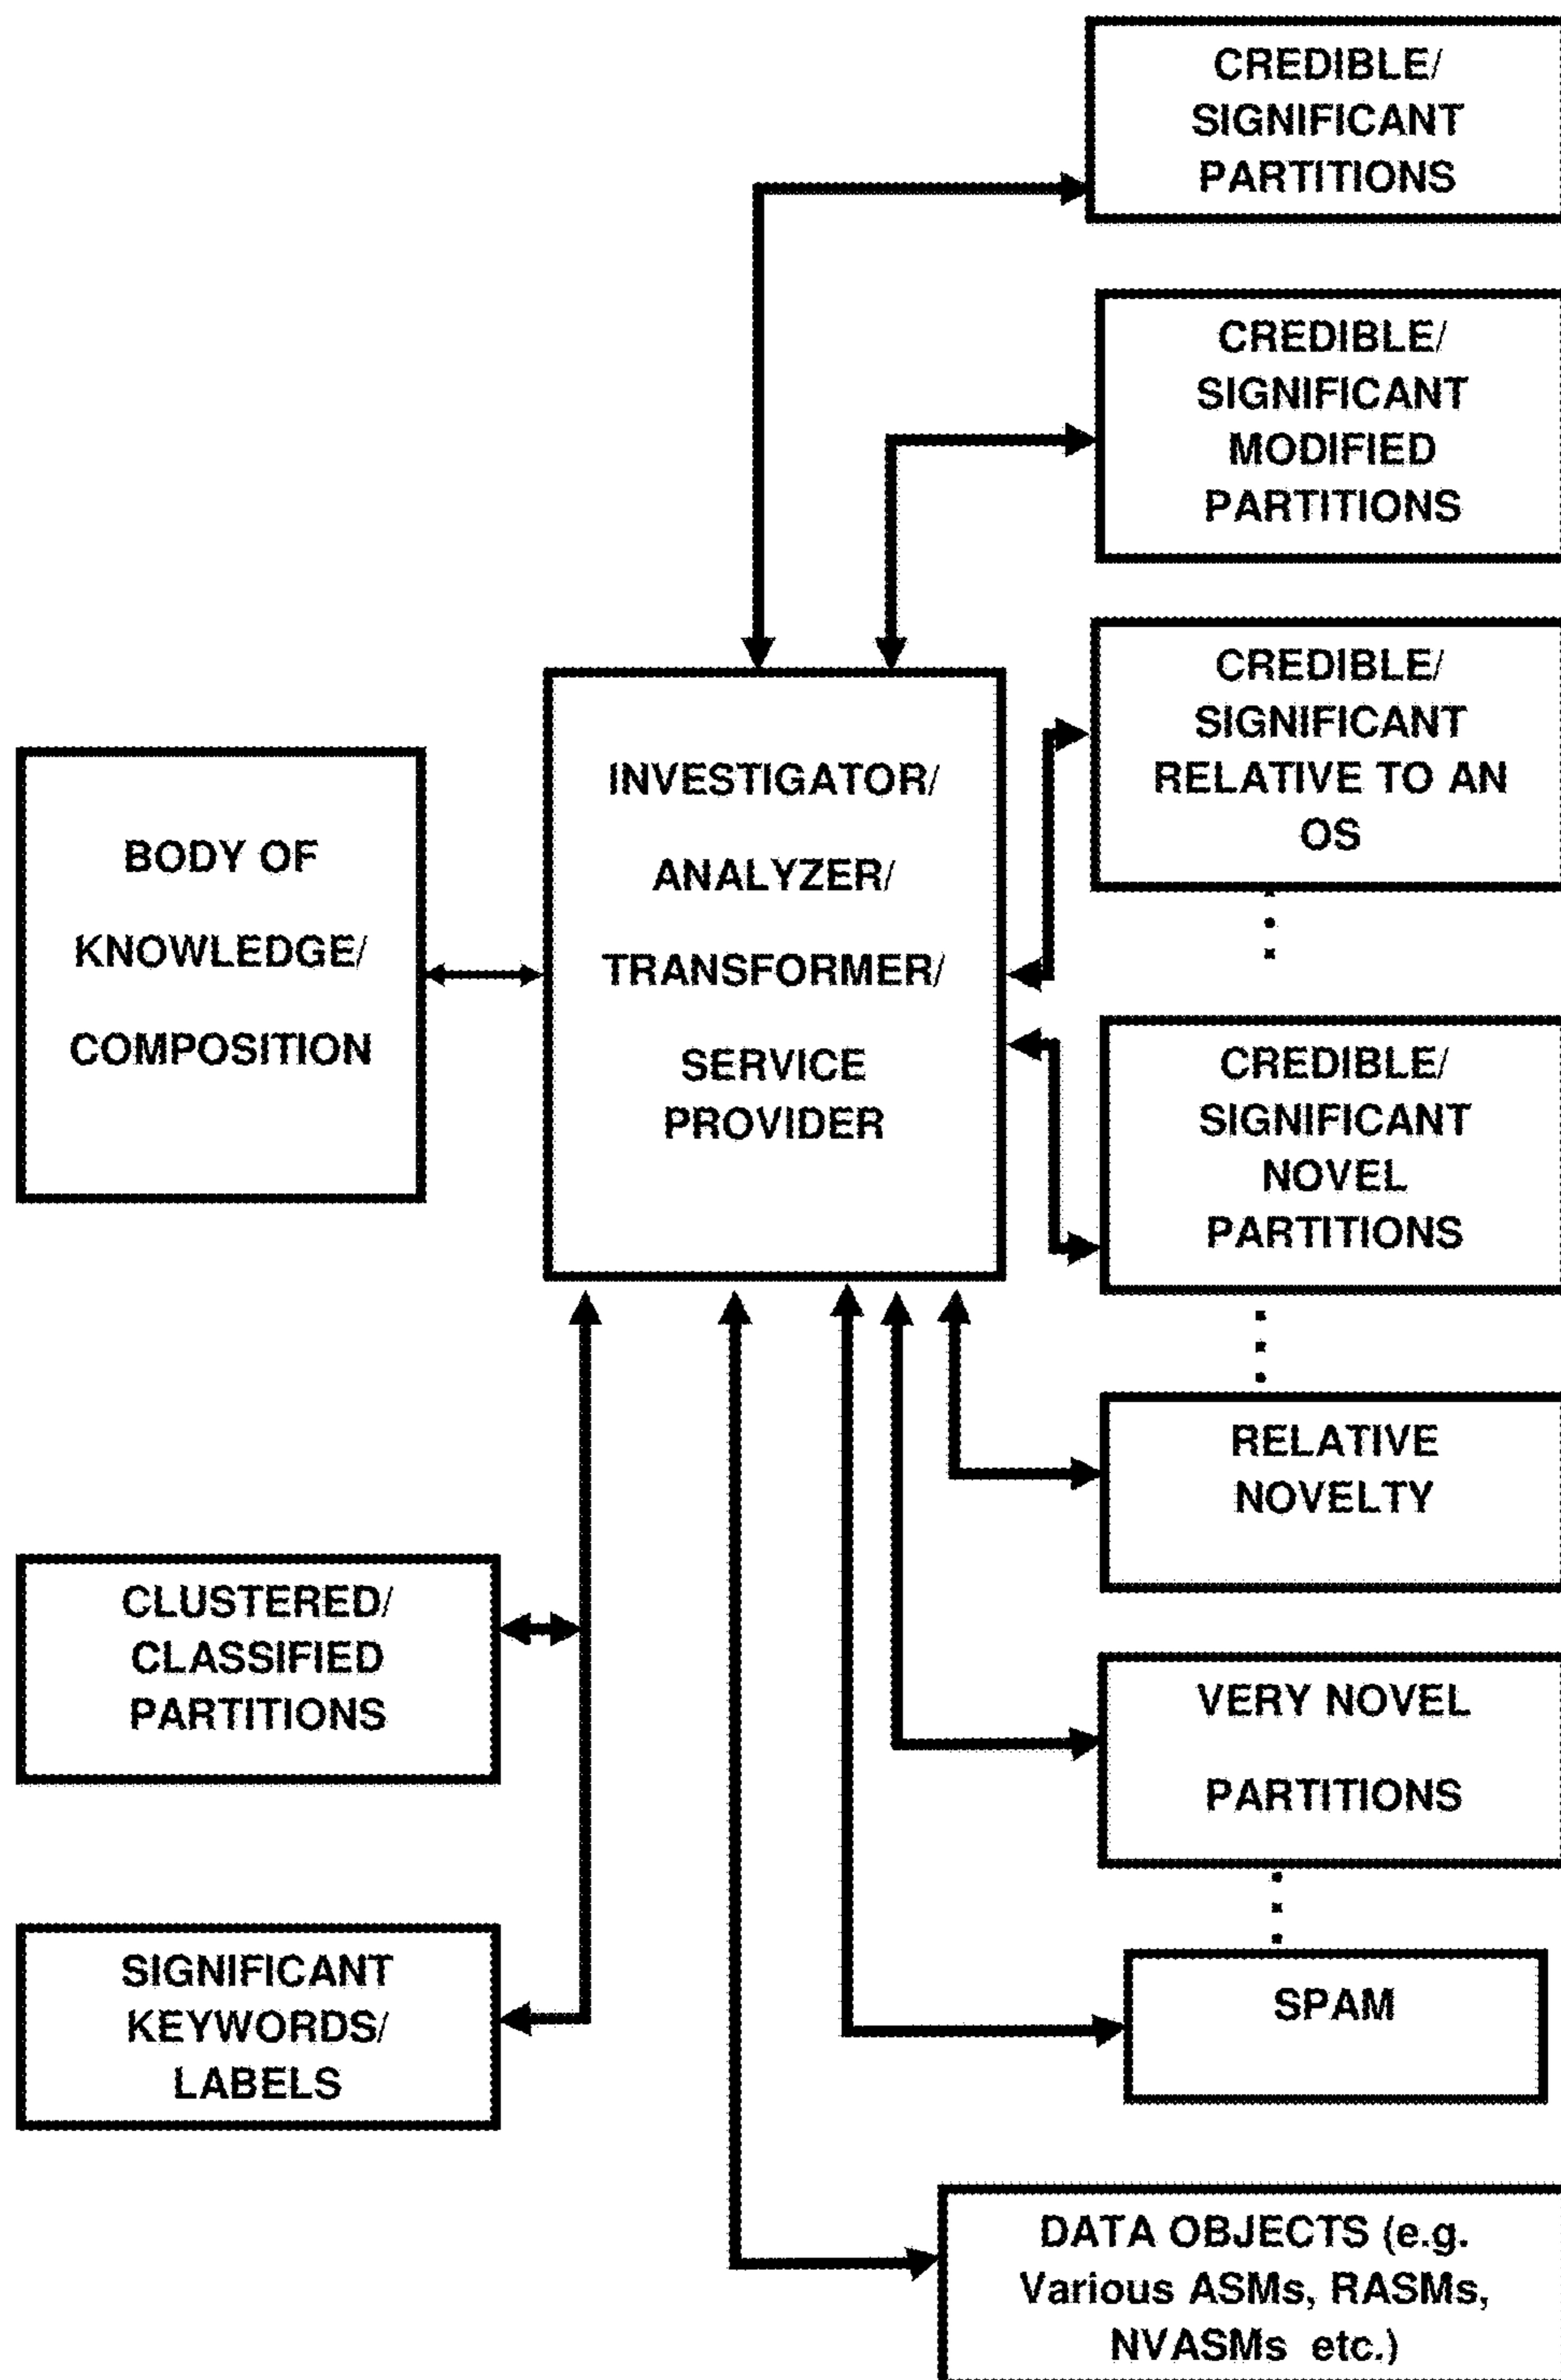 CREDIBLE/
SIGNIFICANT
PARTITIONS
CREDIBLE/
SIGNIFICANT
MODIFIED
PARTITIONS
CREDIBLE/
SIGNIFICANT
RELATIVE TO AN
OS
BODY OF
KNOWLEDGE/
COMPOSITION
INVESTIGATOR/
ANALYZER/
TRANSFORMER/
SERVICE
PROVIDER
CREDIBLE/
SIGNIFICANT
NOVEL
PARTITIONS
RELATIVE
NOVELTY
CLUSTERED/
CLASSIFIED
PARTITIONS
VERY NOVEL
PARTITIONS
SIGNIFICANT
KEYWORDS/
LABELS
SPAM
DATA OBJECTS (e.g.
Various ASMs, RASMs,
NVASMs etc.)